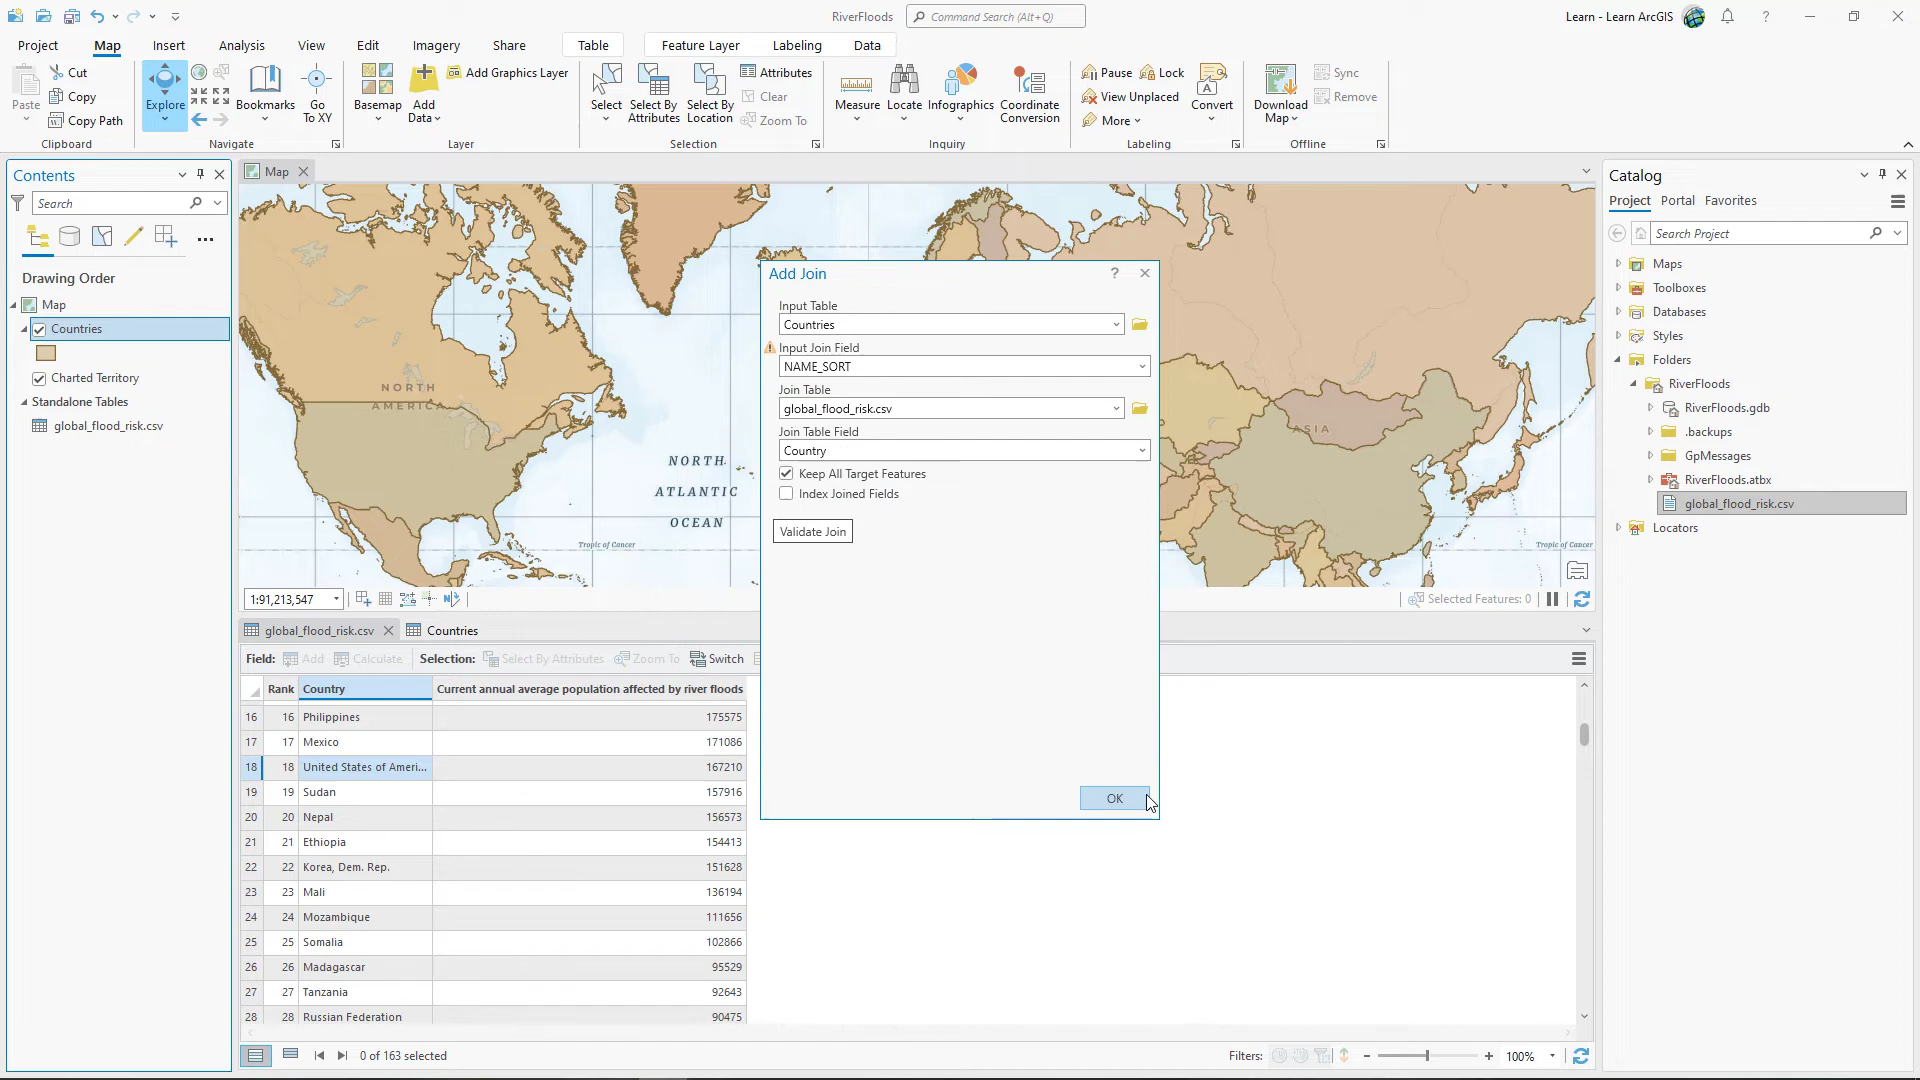 RiverFloods
Command Search (Alt+Q)
Learn - Learn ArcGIS
?
Project
Map
Insert
Analysis
View
Edit
Imagery
Share
Table
Feature Layer
Labeling
Data
Paste
Cut
Copy
Copy Path
Clipboard
Explore
Bookmarks
Go
To XY
Navigate
Basemap
Add
Data
Add Graphics Layer
Layer
Select
Select By
Attributes
Select By
Location
Attributes
Clear
Zoom To
Selection
Measure
Locate
Infographics
Coordinate
Conversion
Inquiry
Pause
Lock
View Unplaced
More
Convert
Labeling
Download
Map
Sync
Remove
Offline
Contents
Search
Drawing Order
Map
Countries
Charted Territory
Standalone Tables
global_flood_risk.csv
Map
NORTH
AMERICA
NORTH
ATLANTIC
OCEAN
Tropic of Cancer
ASIA
Tropic of Cancer
Add Join
?
Input Table
Countries
Input Join Field
NAME_SORT
Join Table
global_flood_risk.csv
Join Table Field
Country
Keep All Target Features
Index Joined Fields
Validate Join
OK
1:91,213,547
Selected Features: 0
global_flood_risk.csv
Countries
Field:
Add
Calculate
Selection:
Select By Attributes
Zoom To
Switch
Rank Country Current annual average population affected by river floods
16 16 Philippines 175575
17 17 Mexico 171086
18 18 United States of Ameri... 167210
19 19 Sudan 157916
20 20 Nepal 156573
21 21 Ethiopia 154413
22 22 Korea, Dem. Rep. 151628
23 23 Mali 136194
24 24 Mozambique 111656
25 25 Somalia 102866
26 26 Madagascar 95529
27 27 Tanzania 92643
28 28 Russian Federation 90475
0 of 163 selected
Filters:
100%
Catalog
Project
Portal
Favorites
Search Project
Maps
Toolboxes
Databases
Styles
Folders
RiverFloods
RiverFloods.gdb
.backups
GpMessages
RiverFloods.atbx
global_flood_risk.csv
Locators